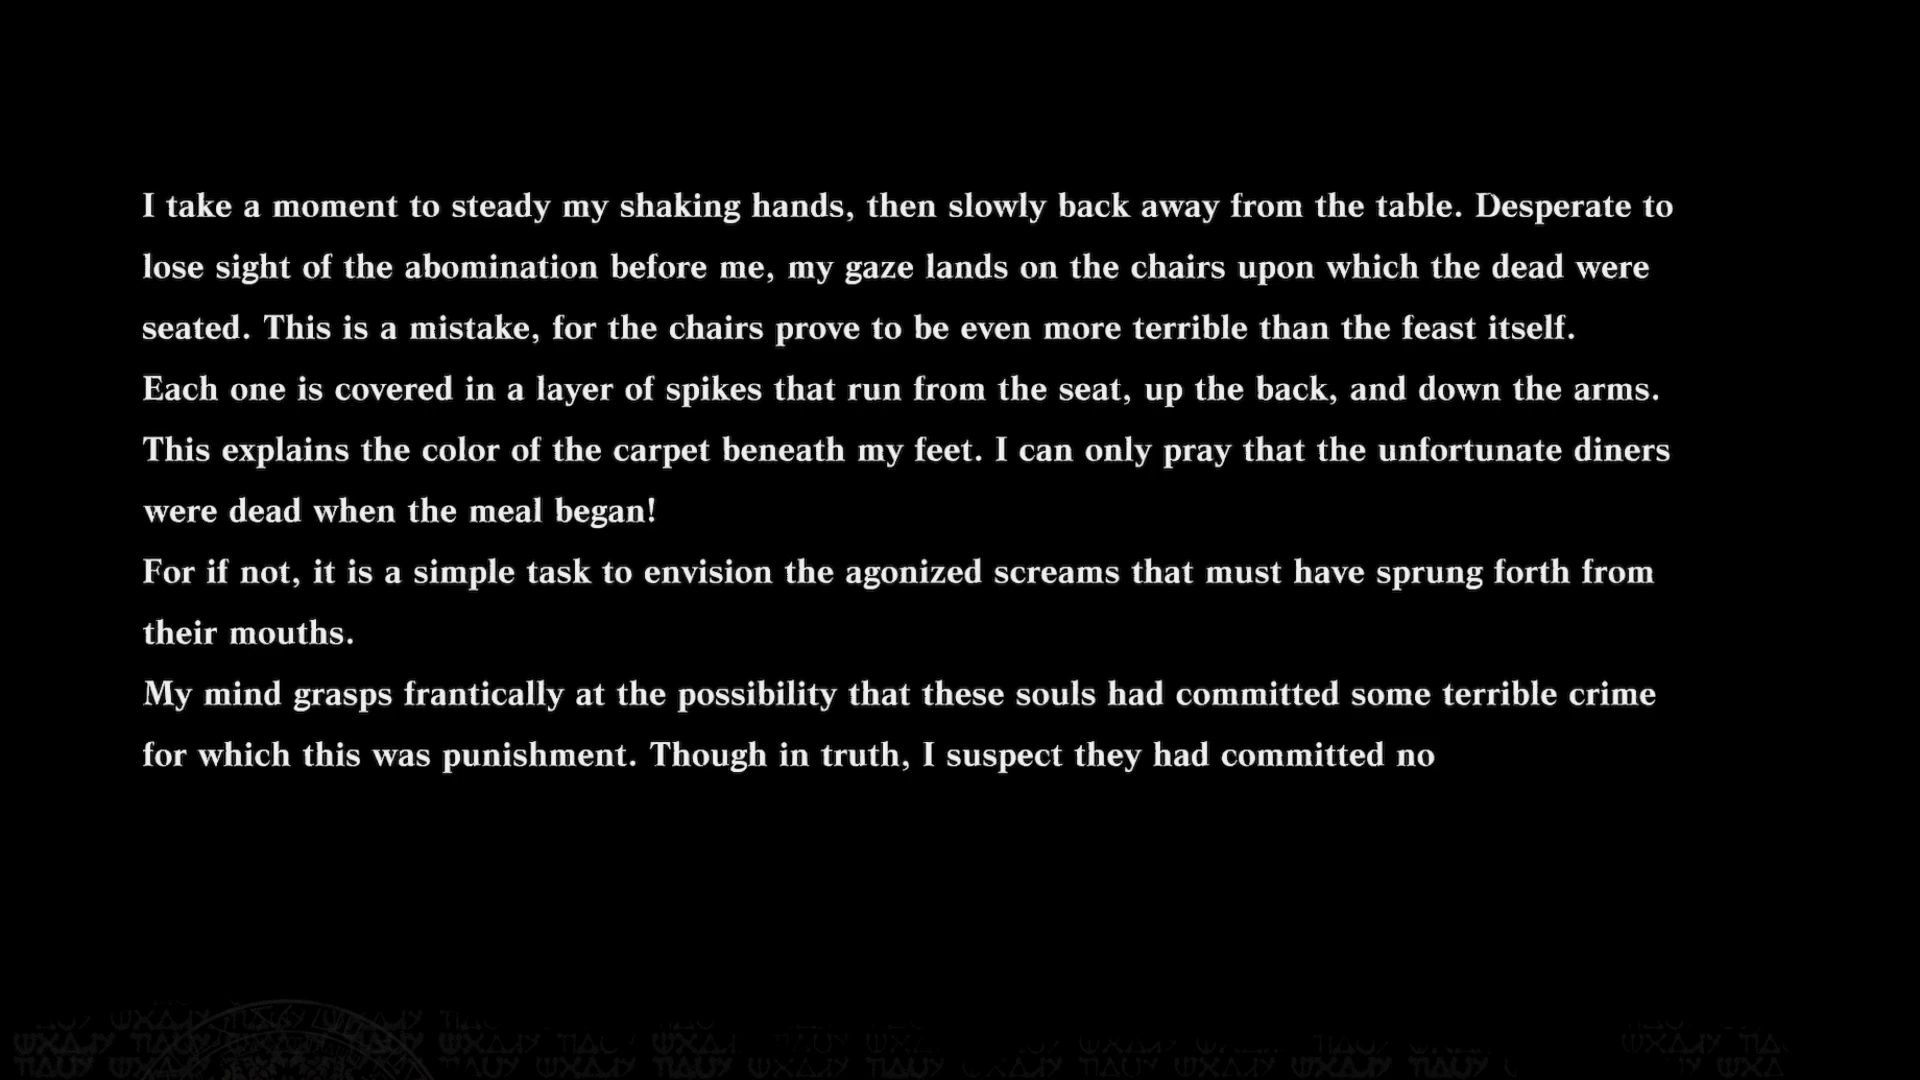 I take a moment to steady my shaking hands, then slowly back away from the table. Desperate to
lose sight of the abomination before me, my gaze lands on the chairs upon which the dead were
seated. This is a mistake, for the chairs prove to be even more terrible than the feast itself.
Each one is covered in a layer of spikes that run from the seat, up the back, and down the arms.
This explains the color of the carpet beneath my feet. I can only pray that the unfortunate diners
were dead when the meal began!
For if not, it is a simple task to envision the agonized screams that must have sprung forth from
their mouths.
My mind grasps frantically at the possibility that these souls had committed some terrible crime
for which this was punishment. Though in truth, I suspect they had committed no